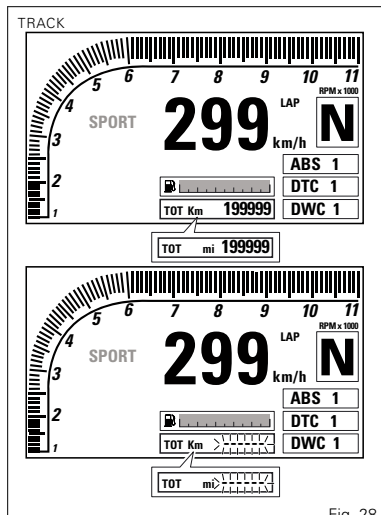 TRACK
6 7 8 9 10 11
5
RPM x 1000
4
LAP
SPORT
299
N
3
km/h
ABS 1
2
DTC 1
TOT Km 199999
DWC 1
1
TOT mi 199999
6 7 8 9 10 11
5
RPM x 1000
4
LAP
SPORT
299
N
3
km/h
ABS 1
2
DTC 1
TOT Km
DWC 1
1
TOT mi
Fig. 28